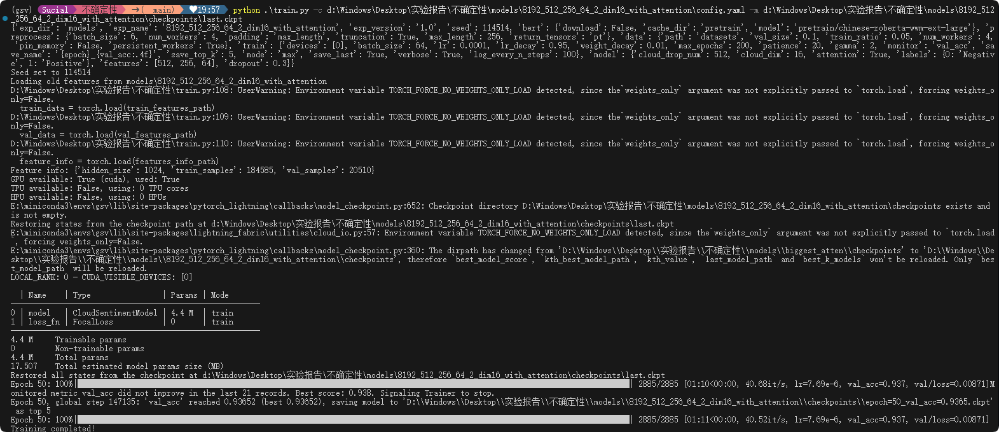 (gsv) Sucial 不确定性 →( main) ♥19:57 python .\train.py -c d:\Windows\Desktop\实验报告\不确定性\models\8192_512_256_64_2_dim16_with_attention\config.yaml -m d:\Windows\Desktop\实验报告\不确定性\models\8192_512
_256_64_2_dim16_with_attention\checkpoints\last.ckpt
{'exp_dir': 'models', 'exp_name': '8192_512_256_64_2_dim16_with_attention', 'exp_version': '1.0', 'seed': 114514, 'bert': {'download': False, 'cache_dir': 'pretrain', 'model': 'pretrain/chinese-roberta-wwm-ext-large'}, 'p
reprocess': {'batch_size': 6, 'num_workers': 4, 'padding': 'max_length', 'truncation': True, 'max_length': 256, 'return_tensors': 'pt'}, 'data': {'path': 'datasets', 'val_size': 0.1, 'train_ratio': 0.05, 'num_workers': 4,
 'pin_memory': False, 'persistent_workers': True}, 'train': {'devices': [0], 'batch_size': 64, 'lr': 0.0001, 'lr_decay': 0.95, 'weight_decay': 0.01, 'max_epochs': 200, 'patience': 20, 'gamma': 2, 'monitor': 'val_acc', 'sa
ve_name': '{epoch}_{val_acc:.4f}', 'save_top_k': 5, 'mode': 'max', 'save_last': True, 'verbose': True, 'log_every_n_steps': 100}, 'model': {'cloud_drop_num': 512, 'cloud_dim': 16, 'attention': True, 'labels': {0: 'Negativ
e', 1: 'Positive'}, 'features': [512, 256, 64], 'dropout': 0.3}}
Seed set to 114514
Loading old features from models\8192_512_256_64_2_dim16_with_attention
D:\Windows\Desktop\实验报告\不确定性\train.py:108: UserWarning: Environment variable TORCH_FORCE_NO_WEIGHTS_ONLY_LOAD detected, since the`weights_only` argument was not explicitly passed to `torch.load`, forcing weights_o
nly=False.
  train_data = torch.load(train_features_path)
D:\Windows\Desktop\实验报告\不确定性\train.py:109: UserWarning: Environment variable TORCH_FORCE_NO_WEIGHTS_ONLY_LOAD detected, since the`weights_only` argument was not explicitly passed to `torch.load`, forcing weights_o
nly=False.
  val_data = torch.load(val_features_path)
D:\Windows\Desktop\实验报告\不确定性\train.py:110: UserWarning: Environment variable TORCH_FORCE_NO_WEIGHTS_ONLY_LOAD detected, since the`weights_only` argument was not explicitly passed to `torch.load`, forcing weights_o
nly=False.
  feature_info = torch.load(features_info_path)
Feature info: {'hidden_size': 1024, 'train_samples': 184585, 'val_samples': 20510}
GPU available: True (cuda), used: True
TPU available: False, using: 0 TPU cores
HPU available: False, using: 0 HPUs
E:\miniconda3\envs\gsv\lib\site-packages\pytorch_lightning\callbacks\model_checkpoint.py:652: Checkpoint directory D:\Windows\Desktop\实验报告\不确定性\models\8192_512_256_64_2_dim16_with_attention\checkpoints exists and
is not empty.
Restoring states from the checkpoint path at d:\Windows\Desktop\实验报告\不确定性\models\8192_512_256_64_2_dim16_with_attention\checkpoints\last.ckpt
E:\miniconda3\envs\gsv\lib\site-packages\lightning_fabric\utilities\cloud_io.py:57: Environment variable TORCH_FORCE_NO_WEIGHTS_ONLY_LOAD detected, since the`weights_only` argument was not explicitly passed to `torch.load
`, forcing weights_only=False.
E:\miniconda3\envs\gsv\lib\site-packages\pytorch_lightning\callbacks\model_checkpoint.py:360: The dirpath has changed from 'D:\\Windows\\Desktop\\实验报告\\不确定性\\models\\biggest_atten\\checkpoints' to 'D:\\Windows\\De
sktop\\实验报告\\不确定性\\models\\8192_512_256_64_2_dim16_with_attention\\checkpoints', therefore `best_model_score`, `kth_best_model_path`, `kth_value`, `last_model_path` and `best_k_models` won't be reloaded. Only `bes
t_model_path` will be reloaded.
LOCAL_RANK: 0 - CUDA_VISIBLE_DEVICES: [0]
  | Name    | Type                | Params | Mode
0 | model   | CloudSentimentModel | 4.4 M  | train
1 | loss_fn | FocalLoss           | 0      | train
4.4 M     Trainable params
0         Non-trainable params
4.4 M     Total params
17.507    Total estimated model params size (MB)
Restored all states from the checkpoint at d:\Windows\Desktop\实验报告\不确定性\models\8192_512_256_64_2_dim16_with_attention\checkpoints\last.ckpt
Epoch 50: 100%| | 2885/2885 [01:10<00:00, 40.68it/s, lr=7.69e-6, val_acc=0.937, val/loss=0.00871]M
onitored metric val_acc did not improve in the last 21 records. Best score: 0.938. Signaling Trainer to stop.
Epoch 50, global step 147135: 'val_acc' reached 0.93652 (best 0.93652), saving model to 'D:\\Windows\\Desktop\\实验报告\\不确定性\\models\\8192_512_256_64_2_dim16_with_attention\\checkpoints\\epoch=50_val_acc=0.9365.ckpt'
 as top 5
Epoch 50: 100%| | 2885/2885 [01:11<00:00, 40.52it/s, lr=7.69e-6, val_acc=0.937, val/loss=0.00871]
Training completed!